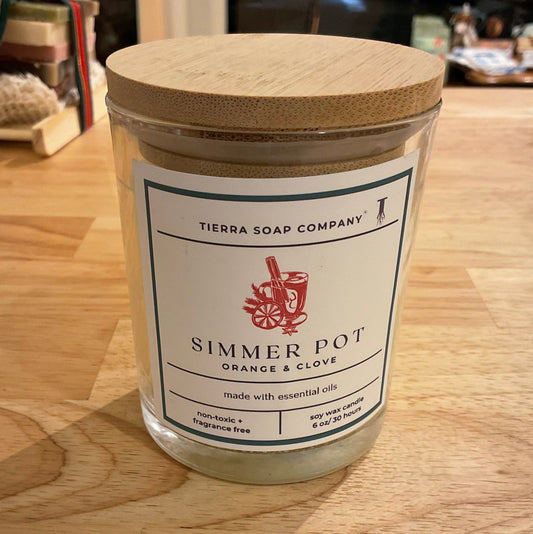 TIERRA SOAP COMPANY®
SIMMER POT
ORANGE & CLOVE
made with essential oils
non-toxic +
fragrance free
soy wax candle
6 oz/ 30 hours